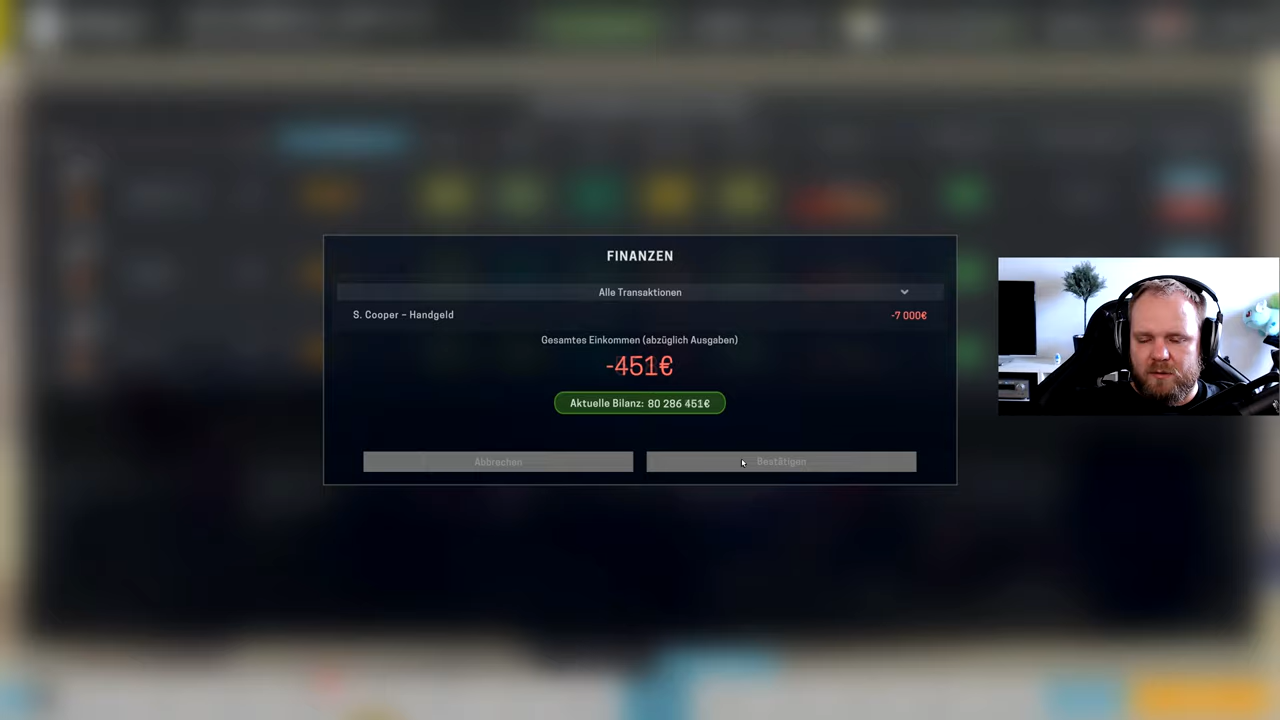 FINANZEN
Alle Transaktionen
S. Cooper – Handgeld -7 000€
Gesamtes Einkommen (abzüglich Ausgaben)
-451€
Aktuelle Bilanz: 80 286 451€
Abbrechen Bestätigen